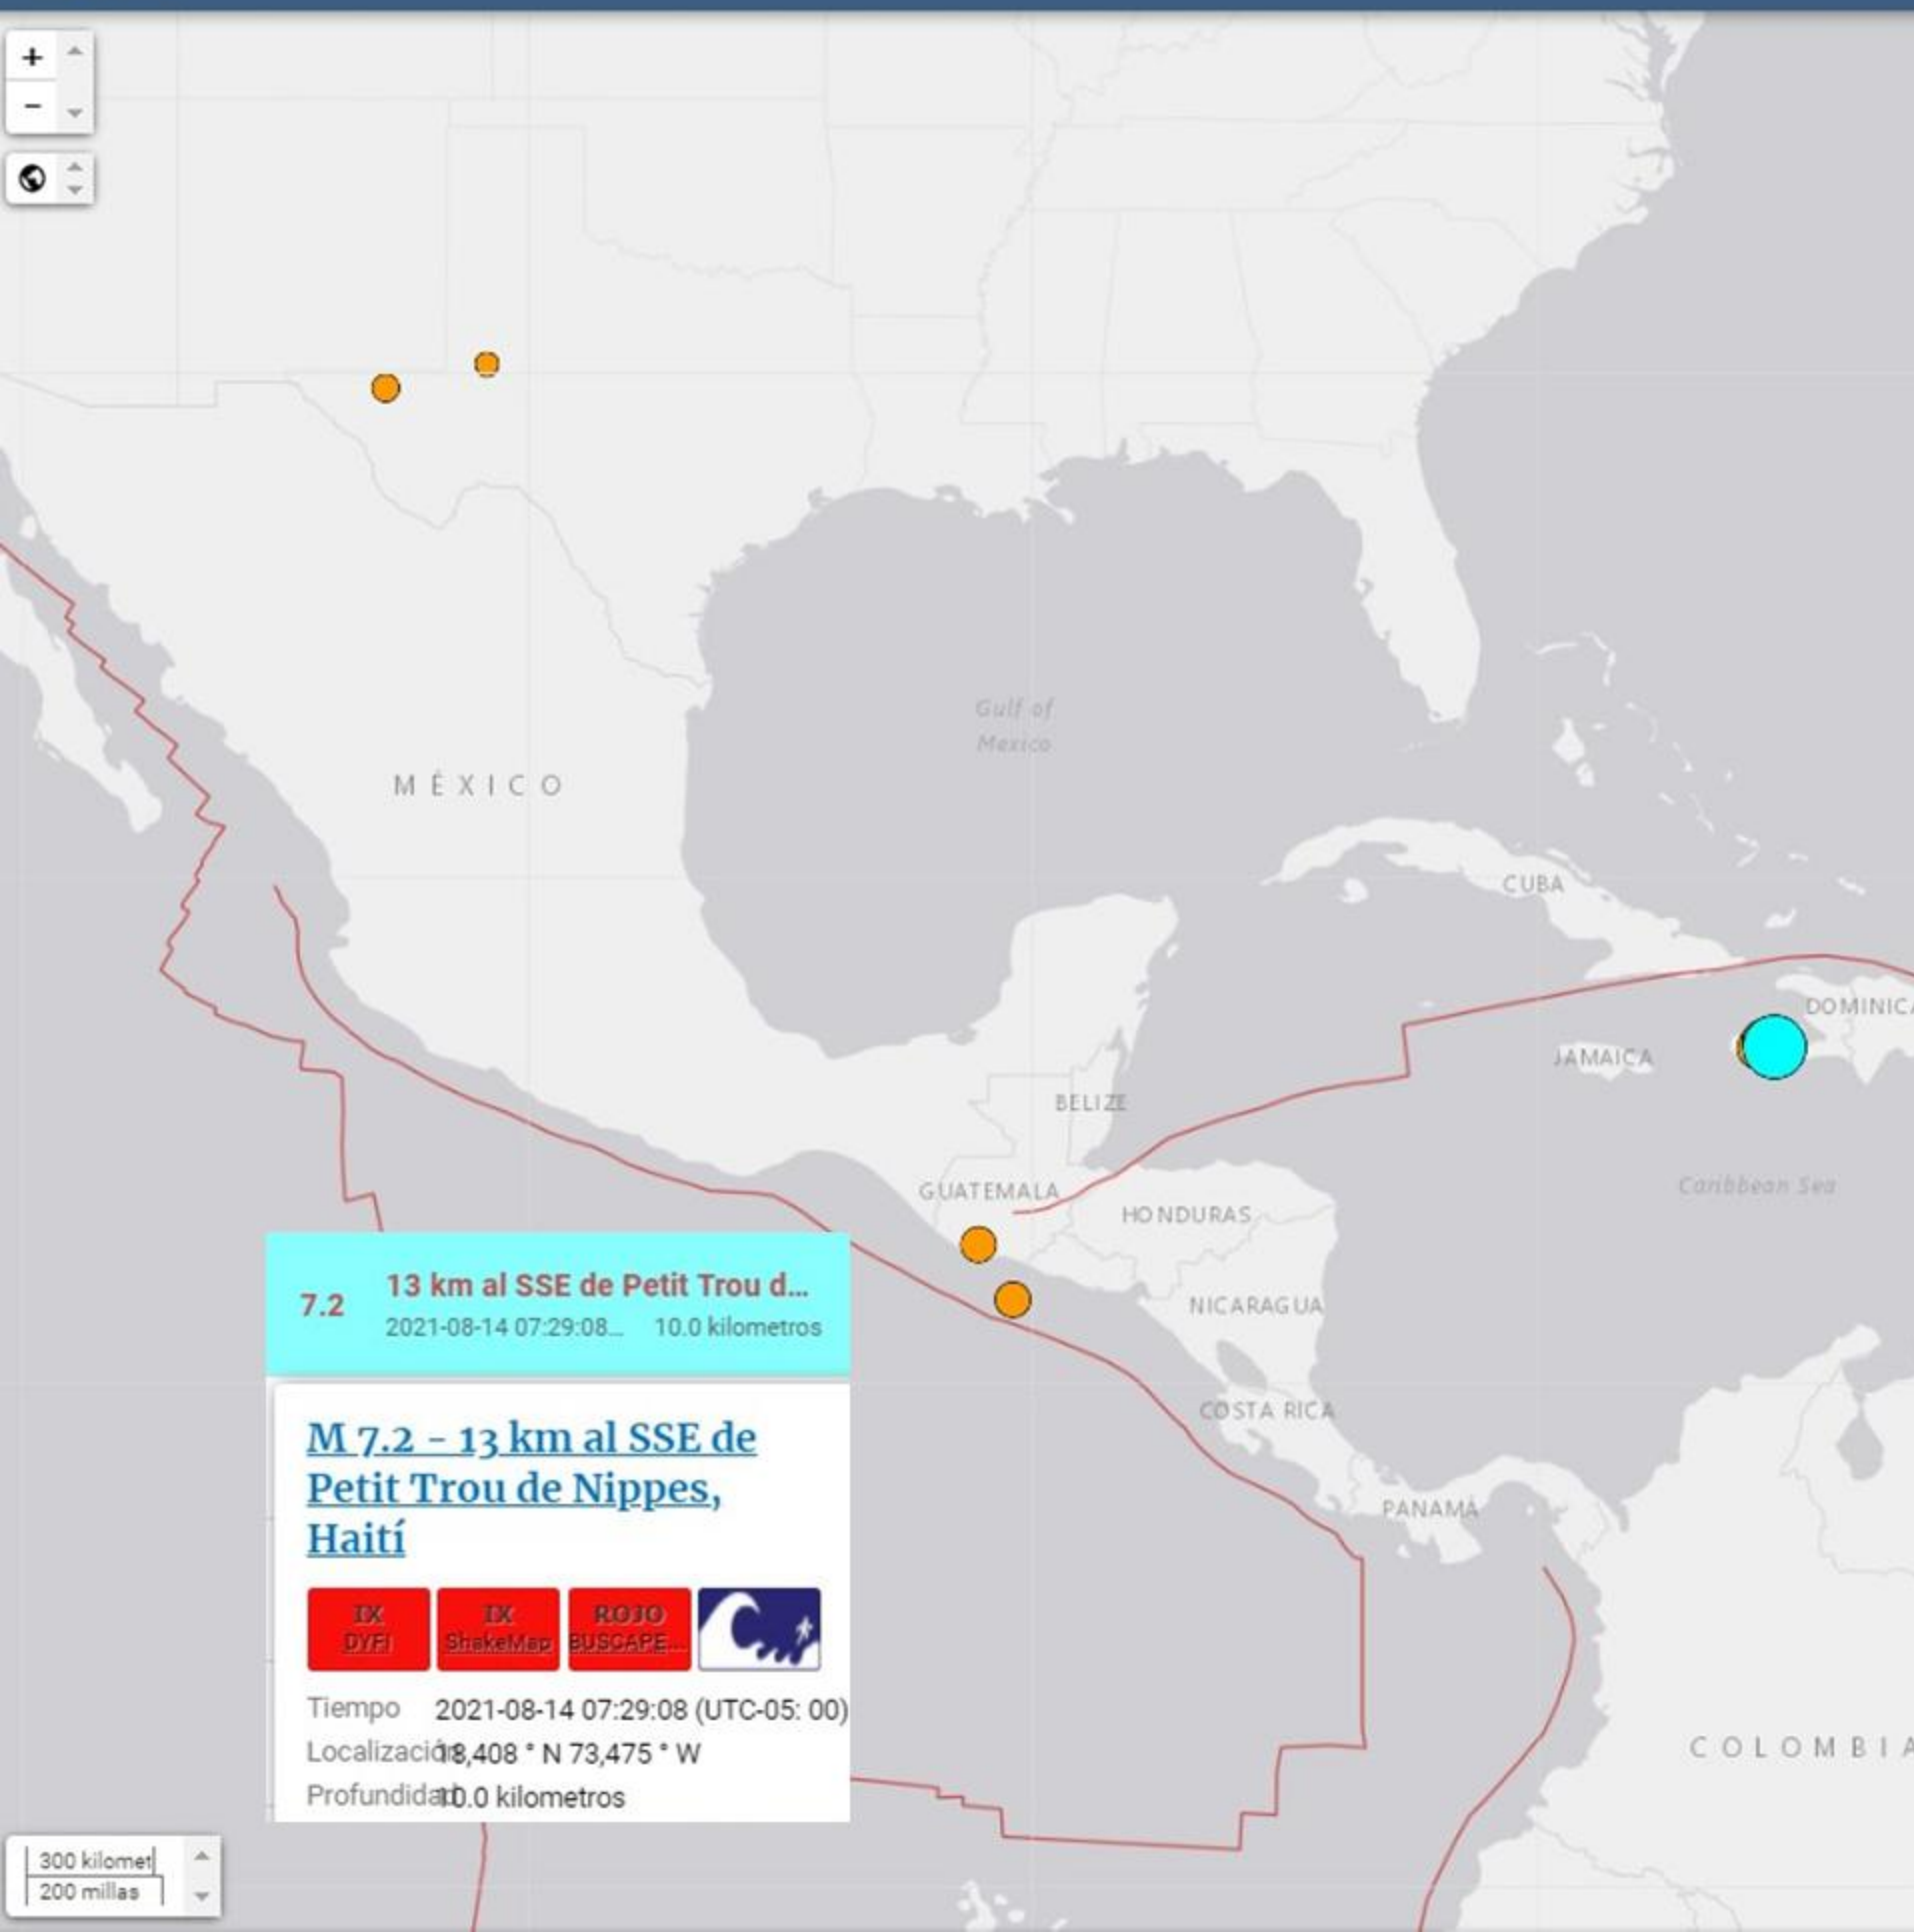 +
−
MÉXICO
Gulf of
Mexico
CUBA
JAMAICA
BELIZE
GUATEMALA
HONDURAS
Caribbean Sea
NICARAGUA
COSTA RICA
PANAMÁ
COLOMBIA
7.2
13 km al SSE de Petit Trou d...
2021-08-14 07:29:08... 10.0 kilometros
M 7.2 - 13 km al SSE de
Petit Trou de Nippes,
Haití
IX
DYFI
IX
ShakeMap
ROJO
BUSCAPE...
Tiempo 2021-08-14 07:29:08 (UTC-05: 00)
Localización 18,408 ° N 73,475 ° W
Profundidad 10.0 kilometros
300 kilomet
200 millas